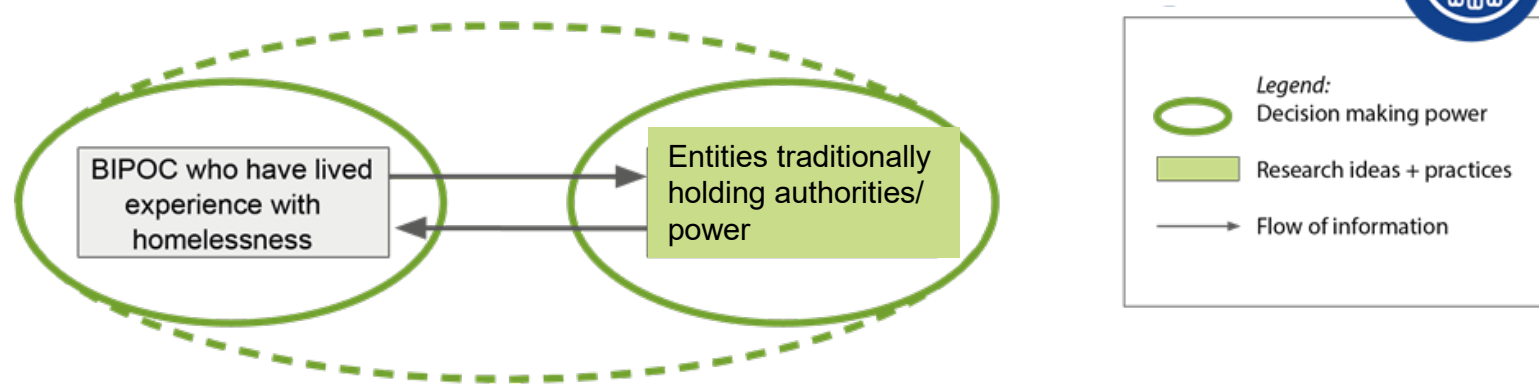 BIPOC who have lived
experience with
homelessness
Entities traditionally
holding authorities/
power
Legend:
Decision making power
Research ideas + practices
Flow of information